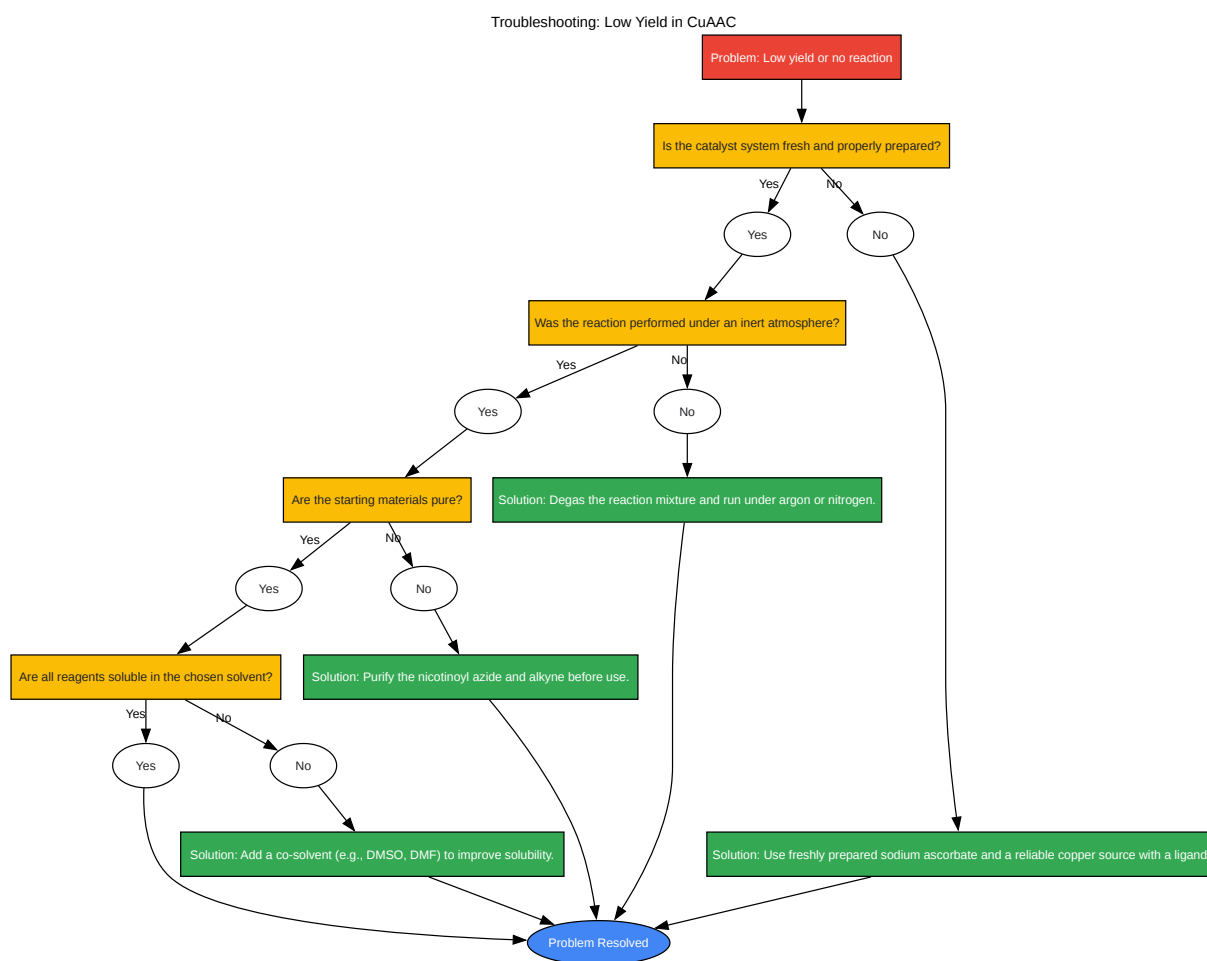 Troubleshooting: Low Yield in CuAAC
Problem: Low yield or no reaction
Is the catalyst system fresh and properly prepared?
Yes
No
Yes
No
Was the reaction performed under an inert atmosphere?
Yes
No
Yes
No
Are the starting materials pure?
Solution: Degas the reaction mixture and run under argon or nitrogen.
Yes
No
Yes
No
Are all reagents soluble in the chosen solvent?
Solution: Purify the nicotinoyl azide and alkyne before use.
Yes
No
Yes
No
Solution: Add a co-solvent (e.g., DMSO, DMF) to improve solubility.
Solution: Use freshly prepared sodium ascorbate and a reliable copper source with a ligand
Problem Resolved